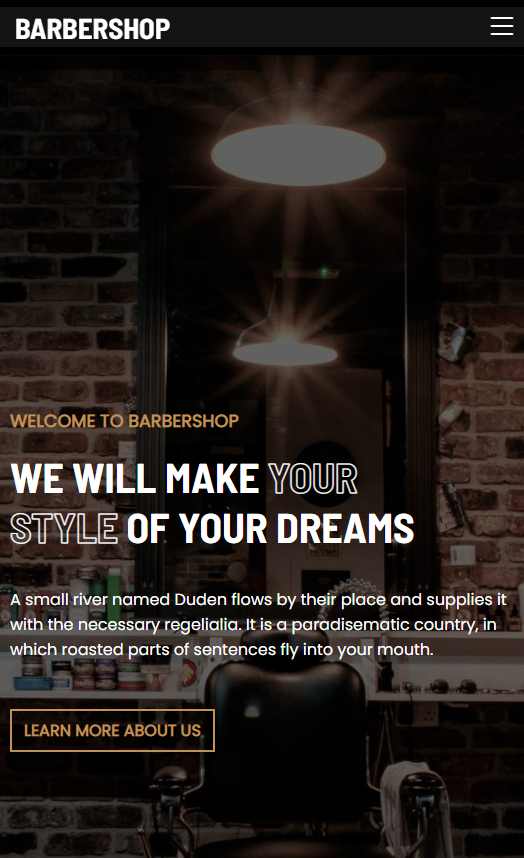 BARBERSHOP
WELCOME TO BARBERSHOP
WE WILL MAKE YOUR
STYLE OF YOUR DREAMS
A small river named Duden flows by their place and supplies it
with the necessary regelialia. It is a paradisematic country, in
which roasted parts of sentences fly into your mouth.
LEARN MORE ABOUT US